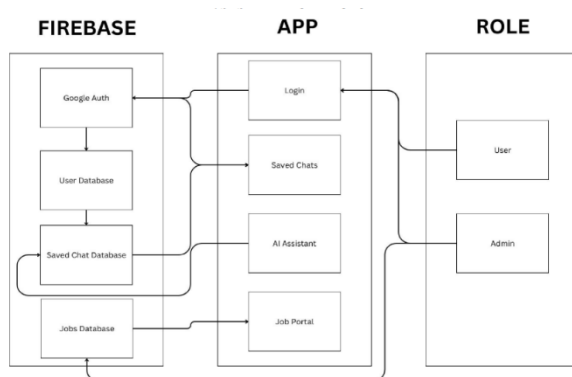 FIREBASE
APP
ROLE
Google Auth
Login
User Database
Saved Chats
User
Saved Chat Database
AI Assistant
Admin
Jobs Database
Job Portal